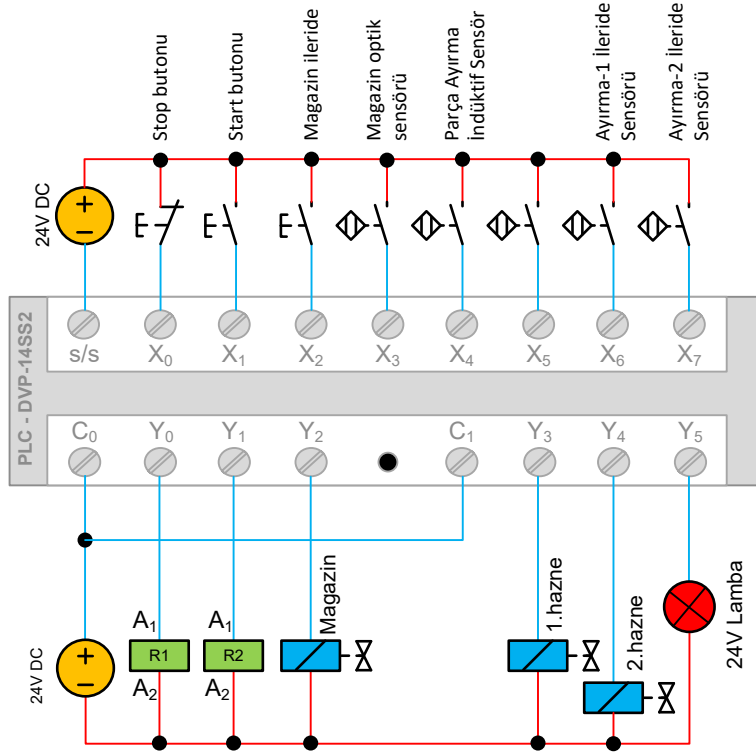 24V DC
Stop butonu
Start butonu
Magazin ileride
Magazin optik
sensörü
Parça Ayırma
İndüktif Sensör
Ayırma-1 İleride
Sensörü
Ayırma-2 İleride
Sensörü
+
−
PLC - DVP-14SS2
s/s
X0
X1
X2
X3
X4
X5
X6
X7
C0
Y0
Y1
Y2
C1
Y3
Y4
Y5
24V DC
+
−
A1
R1
A2
A1
R2
A2
Magazin
1.hazne
2.hazne
24V Lamba